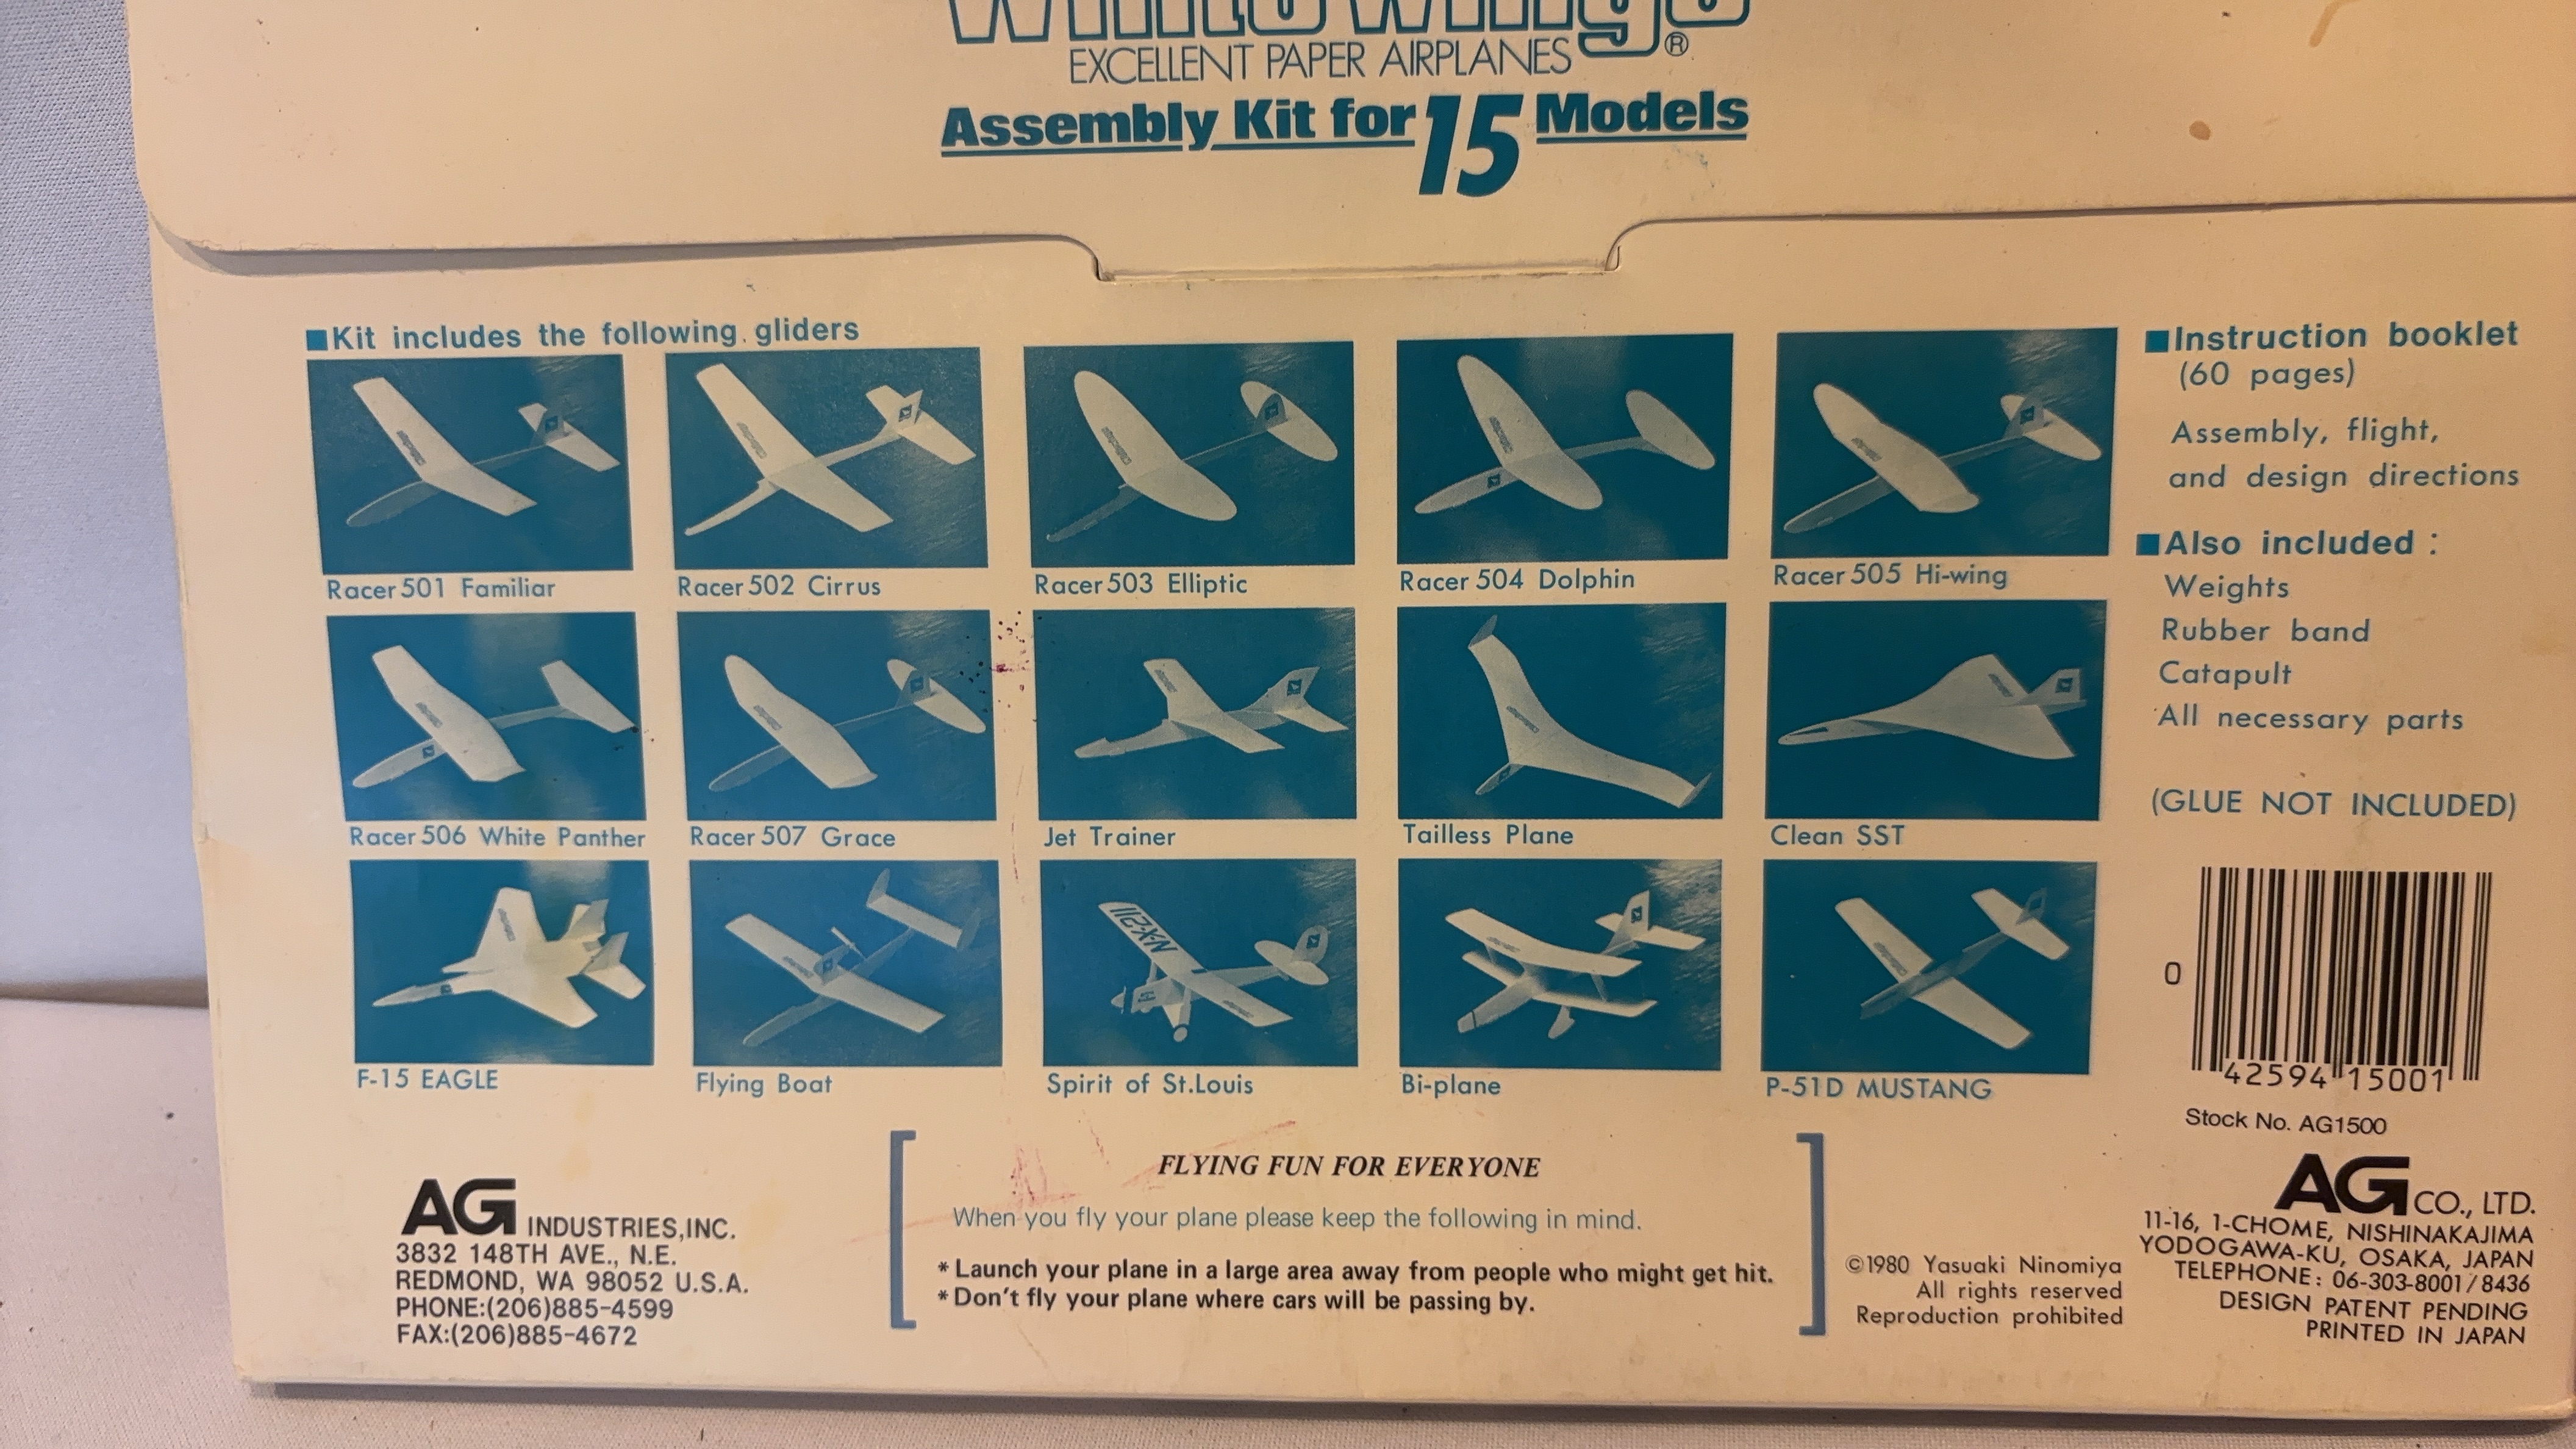 whitewings®
EXCELLENT PAPER AIRPLANES
Assembly Kit for 15 Models
■Kit includes the following gliders
Racer 501 Familiar
Racer 502 Cirrus
Racer 503 Elliptic
Racer 504 Dolphin
Racer 505 Hi-wing
Racer 506 White Panther
Racer 507 Grace
Jet Trainer
Tailless Plane
Clean SST
N-X-211
F-15 EAGLE
Flying Boat
Spirit of St.Louis
Bi-plane
P-51D MUSTANG
■Instruction booklet
(60 pages)
Assembly, flight,
and design directions
■Also included :
Weights
Rubber band
Catapult
All necessary parts
(GLUE NOT INCLUDED)
0 42594 15001
Stock No. AG1500
AG INDUSTRIES,INC.
3832 148TH AVE., N.E.
REDMOND, WA 98052 U.S.A.
PHONE:(206)885-4599
FAX:(206)885-4672
FLYING FUN FOR EVERYONE
When you fly your plane please keep the following in mind.
* Launch your plane in a large area away from people who might get hit.
* Don't fly your plane where cars will be passing by.
©1980 Yasuaki Ninomiya
All rights reserved
Reproduction prohibited
AG CO., LTD.
11-16, 1-CHOME, NISHINAKAJIMA
YODOGAWA-KU, OSAKA, JAPAN
TELEPHONE: 06-303-8001/8436
DESIGN PATENT PENDING
PRINTED IN JAPAN